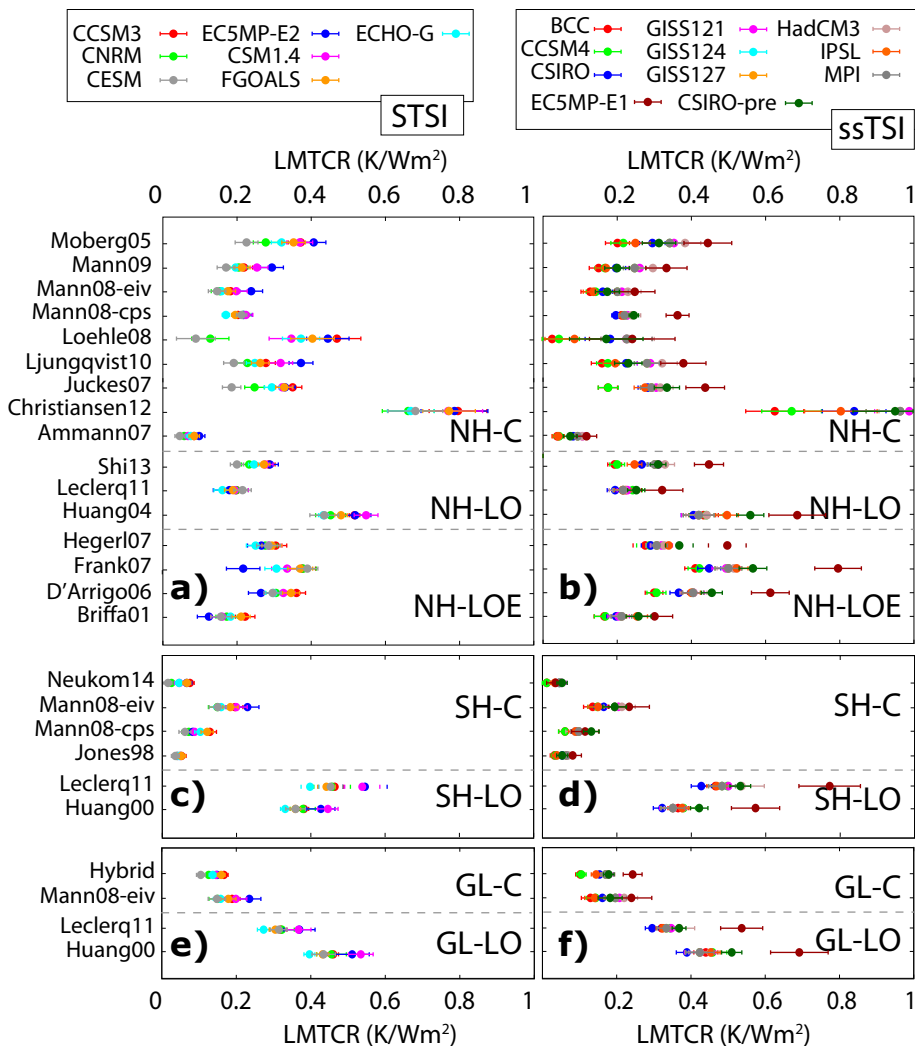 CCSM3 EC5MP-E2 ECHO-G
CNRM CSM1.4
CESM FGOALS
STSI
BCC GISS121 HadCM3
CCSM4 GISS124 IPSL
CSIRO GISS127 MPI
EC5MP-E1 CSIRO-pre
ssTSI
LMTCR (K/Wm²) LMTCR (K/Wm²)
0 0.2 0.4 0.6 0.8 1 0.2 0.4 0.6 0.8 1
Moberg05
Mann09
Mann08-eiv
Mann08-cps
Loehle08
Ljungqvist10
Juckes07
Christiansen12
Ammann07 NH-C NH-C
Shi13
Leclerq11 NH-LO NH-LO
Huang04
Hegerl07
Frank07
D'Arrigo06 a) b)
Briffa01 NH-LOE NH-LOE
Neukom14
Mann08-eiv SH-C SH-C
Mann08-cps
Jones98
Leclerq11 c) SH-LO d) SH-LO
Huang00
Hybrid GL-C GL-C
Mann08-eiv
Leclerq11 e) GL-LO f) GL-LO
Huang00
0 0.2 0.4 0.6 0.8 1 0.2 0.4 0.6 0.8 1
LMTCR (K/Wm²) LMTCR (K/Wm²)